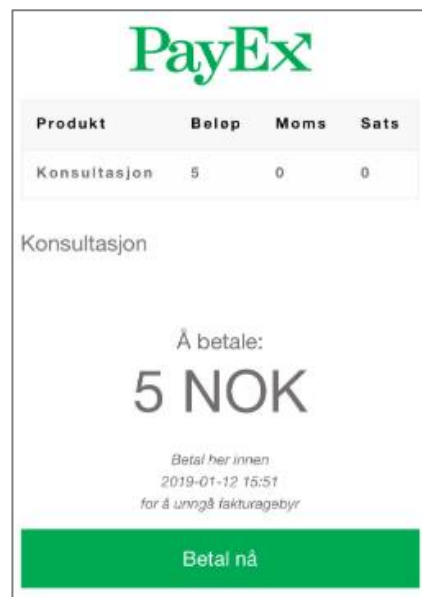 PayEx
Produkt Beløp Moms Sats
Konsultasjon 5 0 0
Konsultasjon
Å betale:
5 NOK
Betal her innen
2019-01-12 15:51
for å unngå fakturagebyr
Betal nå